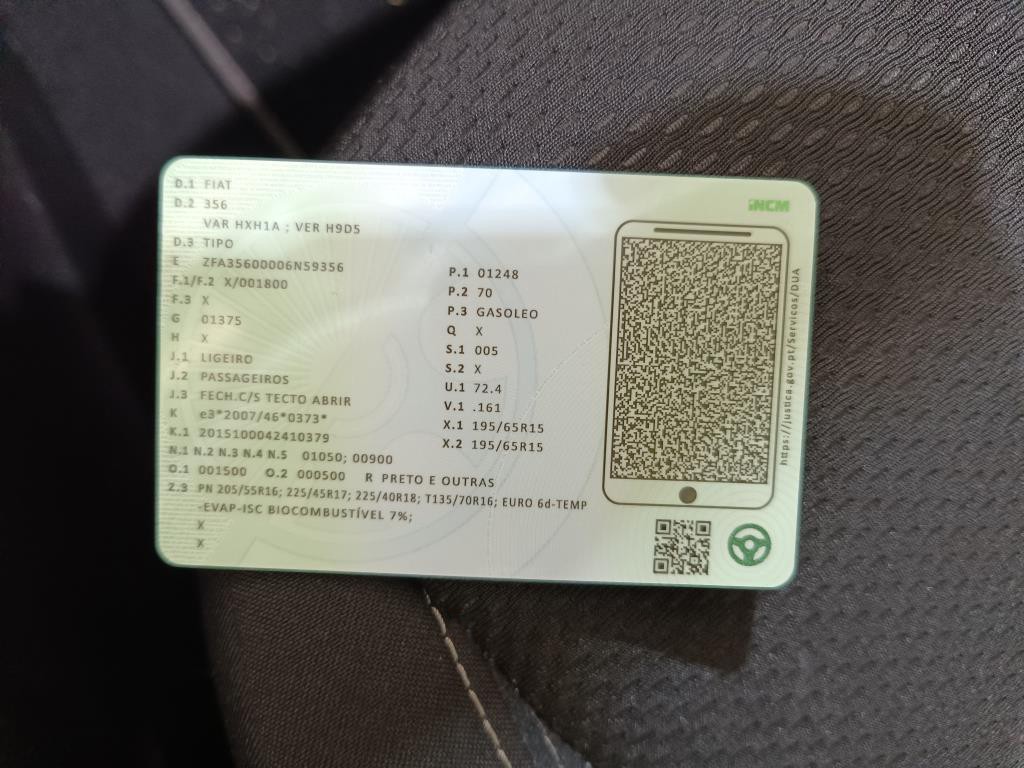 D.1 FIAT
D.2 356
VAR HXH1A ; VER H9D5
D.3 TIPO
E ZFA35600006N59356
F.1/F.2 X/001800
F.3 X
G 01375
H X
J.1 LIGEIRO
J.2 PASSAGEIROS
J.3 FECH.C/S TECTO ABRIR
K e3*2007/46*0373*
K.1 2015100042410379
N.1 N.2 N.3 N.4 N.5 01050; 00900
O.1 001500 O.2 000500 R PRETO E OUTRAS
Z.3 PN 205/55R16; 225/45R17; 225/40R18; T135/70R16; EURO 6d-TEMP
-EVAP-ISC BIOCOMBUSTÍVEL 7%;
X
X
P.1 01248
P.2 70
P.3 GASOLEO
Q X
S.1 005
S.2 X
U.1 72.4
V.1 .161
X.1 195/65R15
X.2 195/65R15
INCM
https://justica.gov.pt/Servicos/DUA